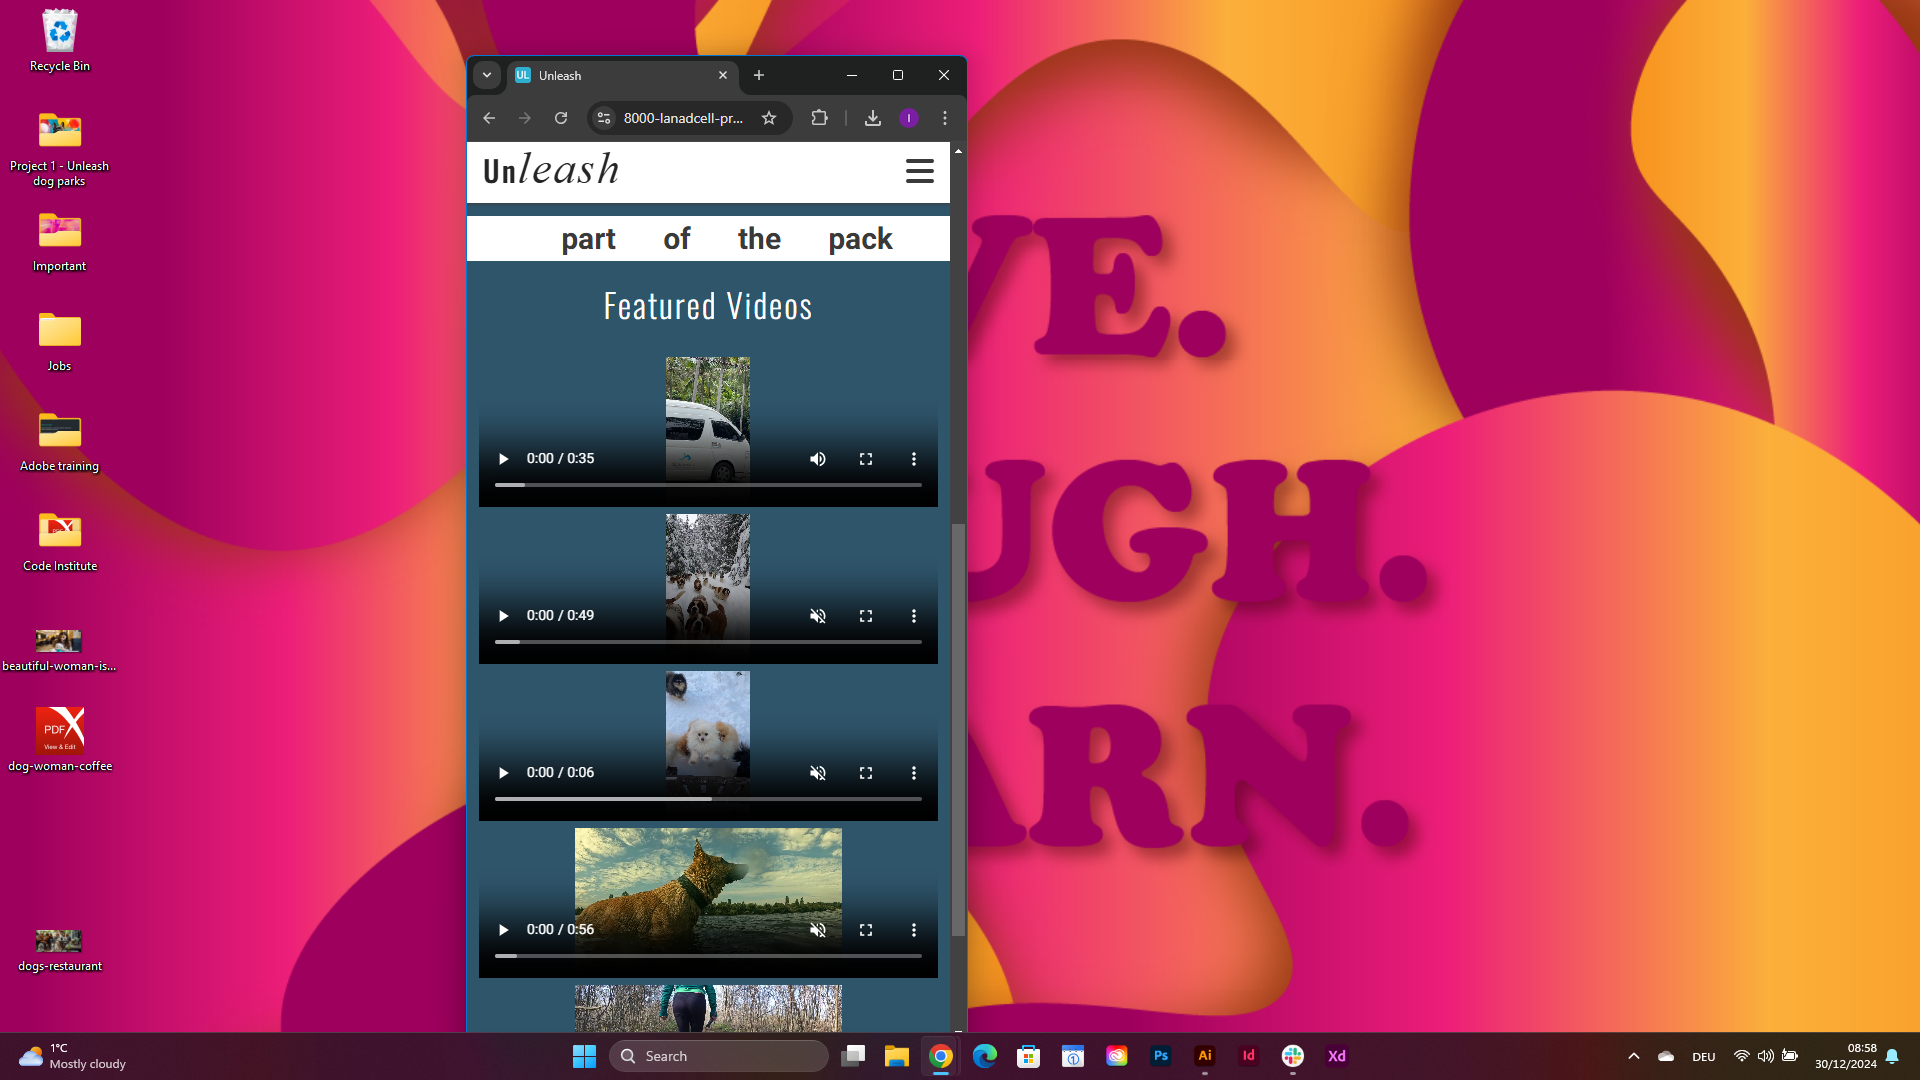 Recycle Bin
Project 1 - Unleash
dog parks
Important
Jobs
Adobe training
Code Institute
beautiful-woman-is...
PDF
View & Edit
dog-woman-coffee
dogs-restaurant
UL Unleash
8000-lanadcell-pr...
I
Unleash
part of the pack
Featured Videos
0:00 / 0:35
0:00 / 0:49
0:00 / 0:06
0:00 / 0:56
VE.
UGH.
ARN.
1°C
Mostly cloudy
Search
Ps
Ai
Id
Xd
DEU
08:58
30/12/2024